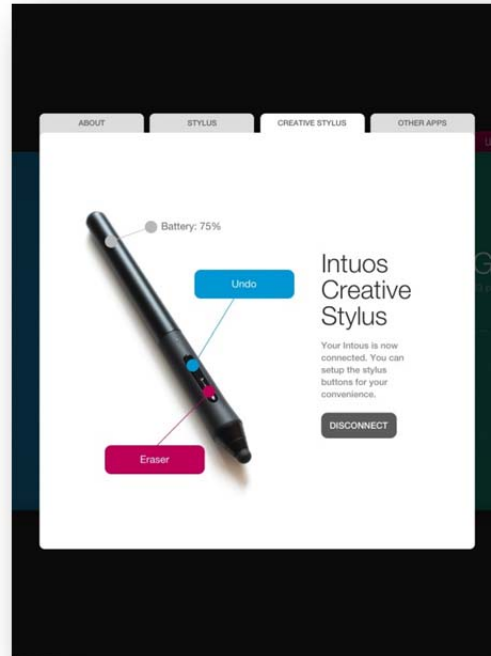 ABOUT
STYLUS
CREATIVE STYLUS
OTHER APPS
Battery: 75%
Undo
Eraser
Intuos
Creative
Stylus
Your Intous is now
connected. You can
setup the stylus
buttons for your
convenience.
DISCONNECT